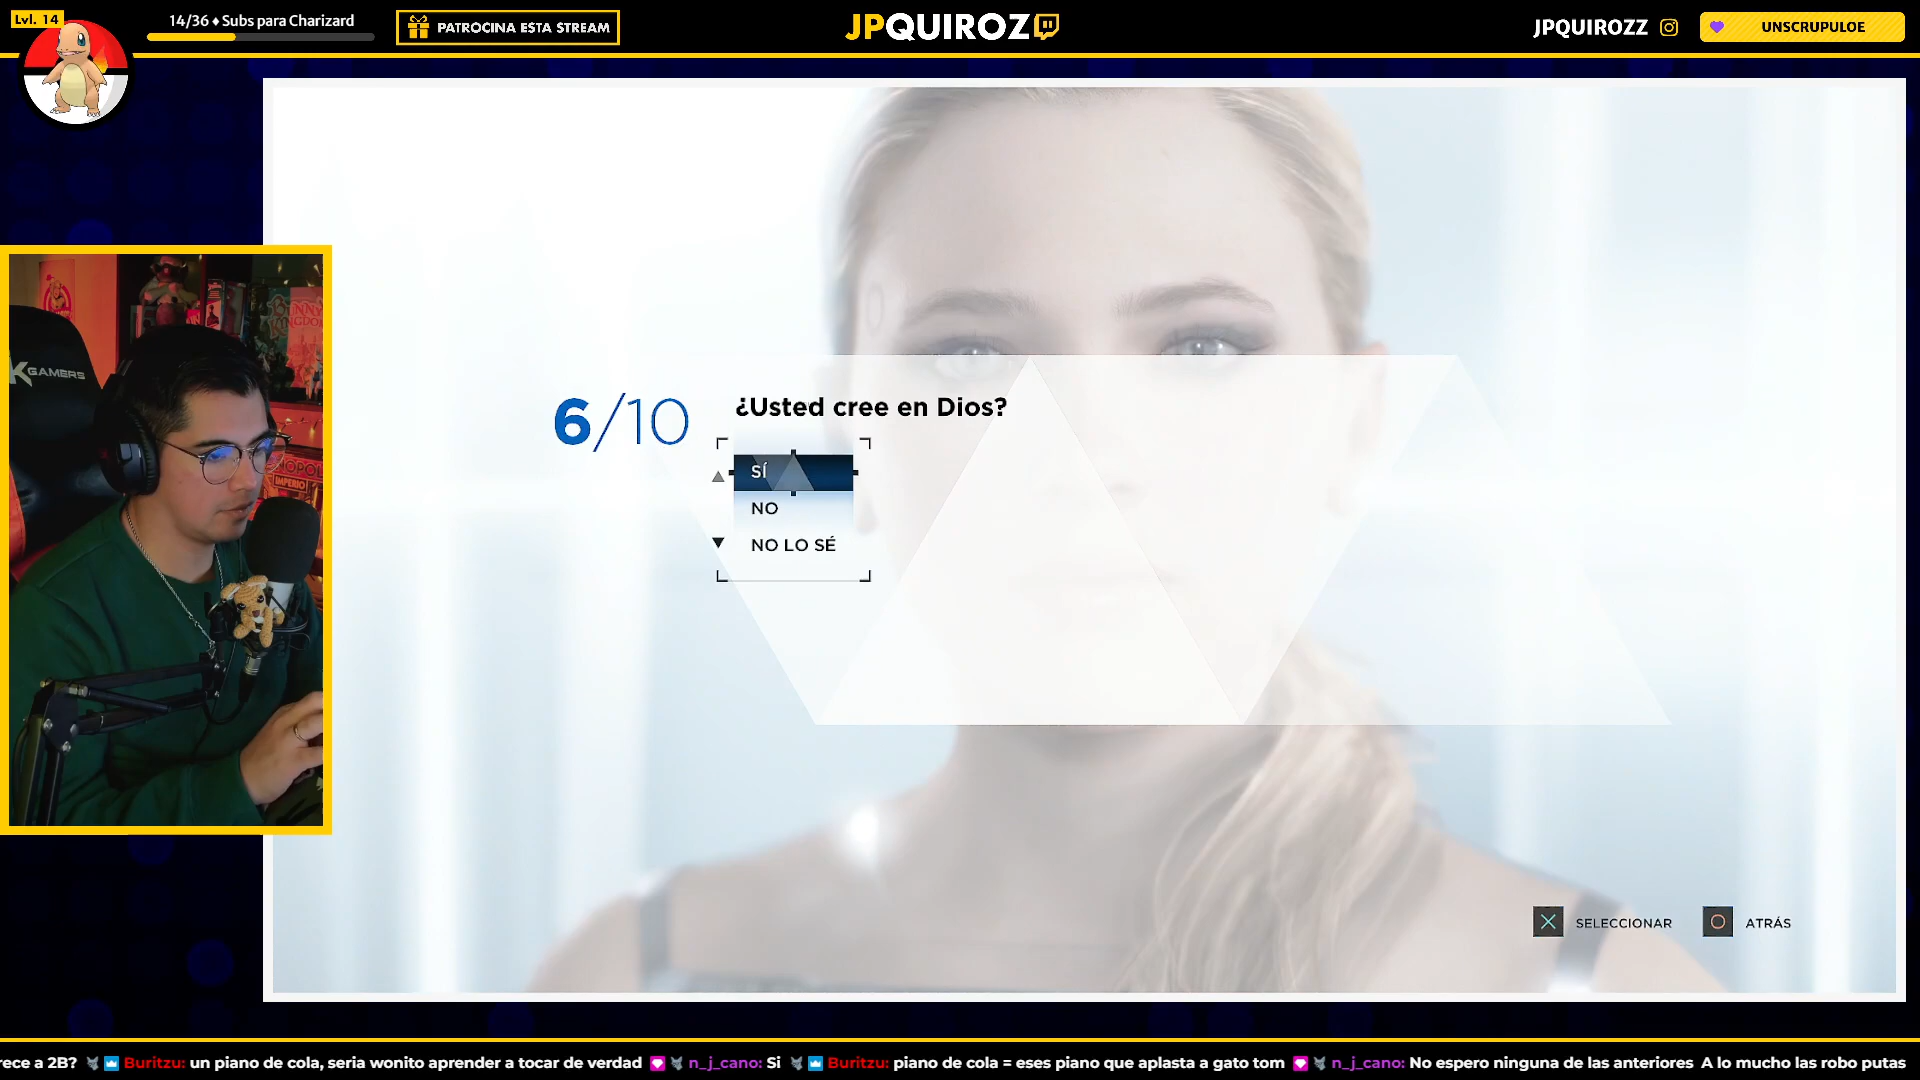 Lvl. 14
14/36 ♦ Subs para Charizard
PATROCINA ESTA STREAM
JPQUIROZ
JPQUIROZZ
UNSCRUPULOE
KGAMERS
MONOPOLY
IMPERIO
6/10
¿Usted cree en Dios?
SÍ
NO
NO LO SÉ
SELECCIONAR
ATRÁS
rece a 2B? Buritzu: un piano de cola, seria wonito aprender a tocar de verdad n_j_cano: Si Buritzu: piano de cola = eses piano que aplasta a gato tom n_j_cano: No espero ninguna de las anteriores A lo mucho las robo putas